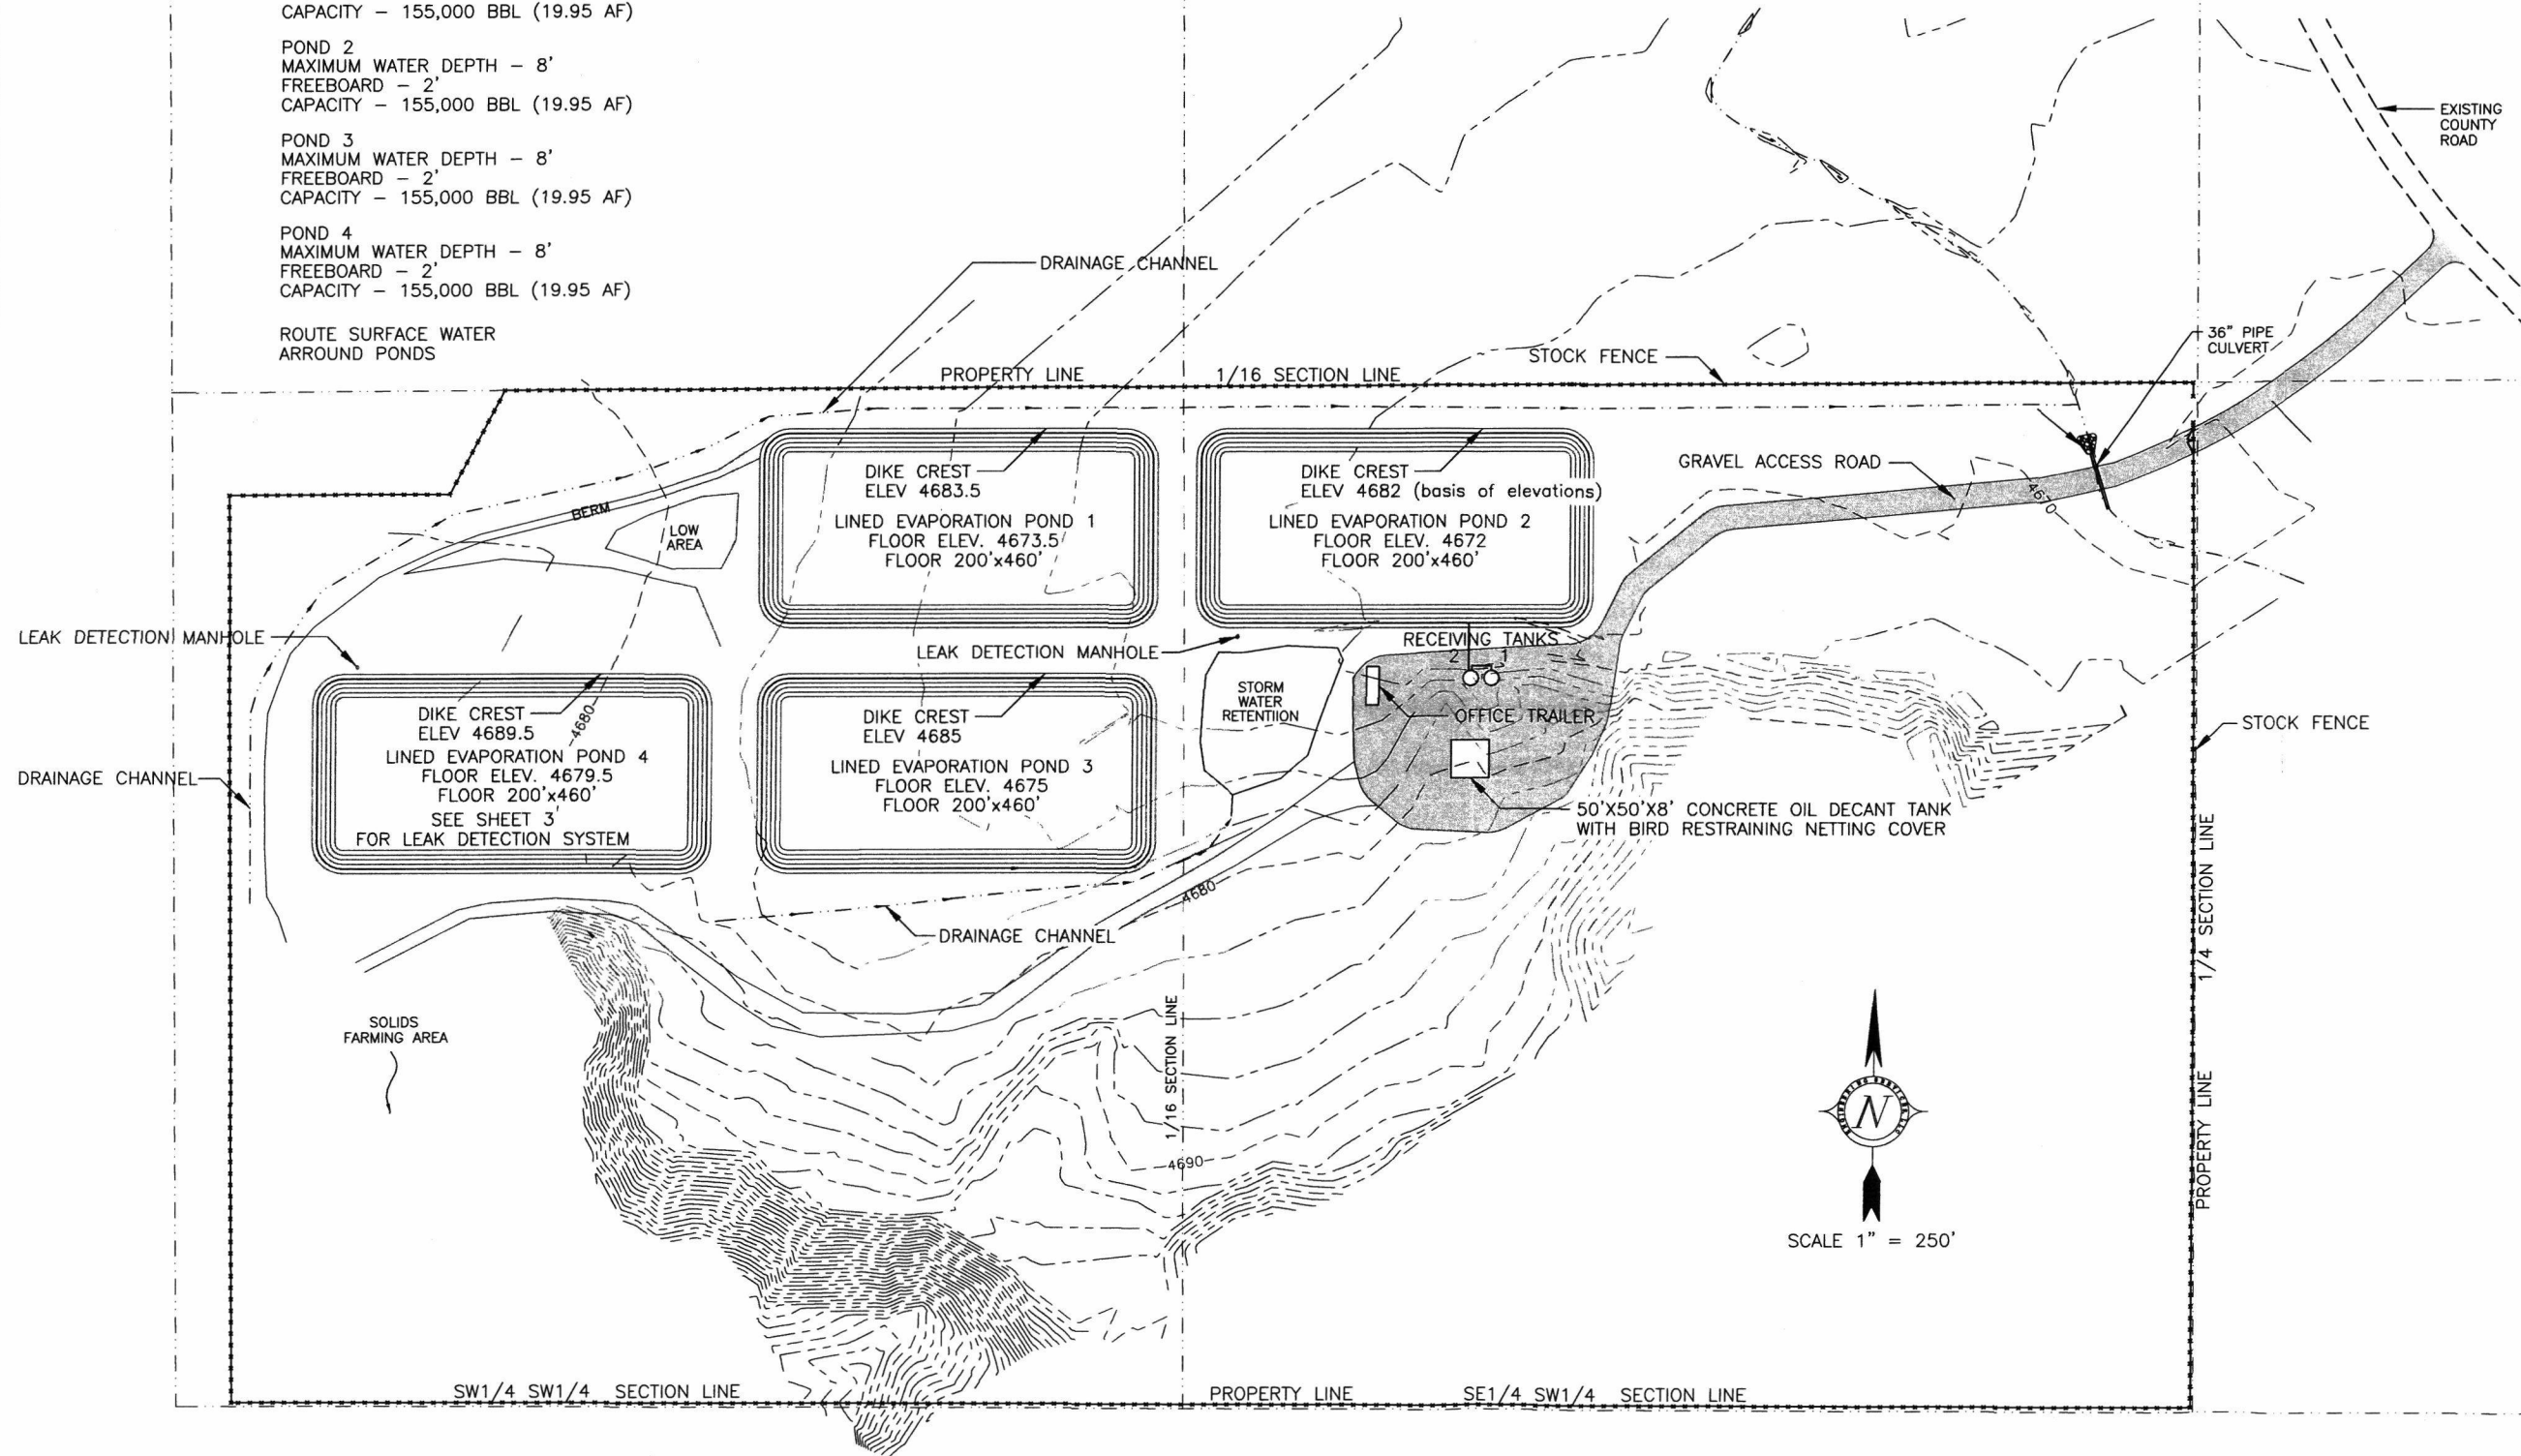 CAPACITY – 155,000 BBL (19.95 AF)
POND 2
MAXIMUM WATER DEPTH – 8'
FREEBOARD – 2'
CAPACITY – 155,000 BBL (19.95 AF)
POND 3
MAXIMUM WATER DEPTH – 8'
FREEBOARD – 2'
CAPACITY – 155,000 BBL (19.95 AF)
POND 4
MAXIMUM WATER DEPTH – 8'
FREEBOARD – 2'
CAPACITY – 155,000 BBL (19.95 AF)
ROUTE SURFACE WATER
ARROUND PONDS
EXISTING
COUNTY
ROAD
DRAINAGE CHANNEL
36" PIPE
CULVERT
STOCK FENCE
PROPERTY LINE
1/16 SECTION LINE
GRAVEL ACCESS ROAD
4670
BERM
LOW
AREA
DIKE CREST
ELEV 4683.5
LINED EVAPORATION POND 1
FLOOR ELEV. 4673.5
FLOOR 200'x460'
DIKE CREST
ELEV 4682 (basis of elevations)
LINED EVAPORATION POND 2
FLOOR ELEV. 4672
FLOOR 200'x460'
LEAK DETECTION MANHOLE
LEAK DETECTION MANHOLE
RECEIVING TANKS
2 1
STORM
WATER
RETENTION
OFFICE TRAILER
STOCK FENCE
DIKE CREST
ELEV 4689.5
4680
LINED EVAPORATION POND 4
FLOOR ELEV. 4679.5
FLOOR 200'x460'
SEE SHEET 3
FOR LEAK DETECTION SYSTEM
DIKE CREST
ELEV 4685
LINED EVAPORATION POND 3
FLOOR ELEV. 4675
FLOOR 200'x460'
DRAINAGE CHANNEL
50'X50'X8' CONCRETE OIL DECANT TANK
WITH BIRD RESTRAINING NETTING COVER
4680
DRAINAGE CHANNEL
1/4 SECTION LINE
SOLIDS
FARMING AREA
1/16 SECTION LINE
4690
PROPERTY LINE
N
SCALE 1" = 250'
SW1/4 SW1/4 SECTION LINE
PROPERTY LINE
SE1/4 SW1/4 SECTION LINE